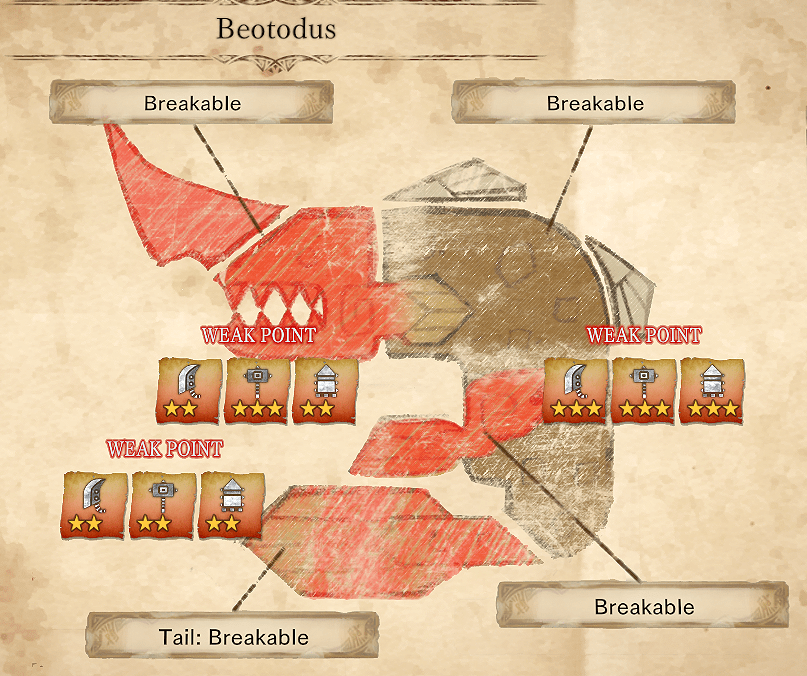 Beotodus
Breakable
Breakable
WEAK POINT
WEAK POINT
WEAK POINT
Tail: Breakable
Breakable